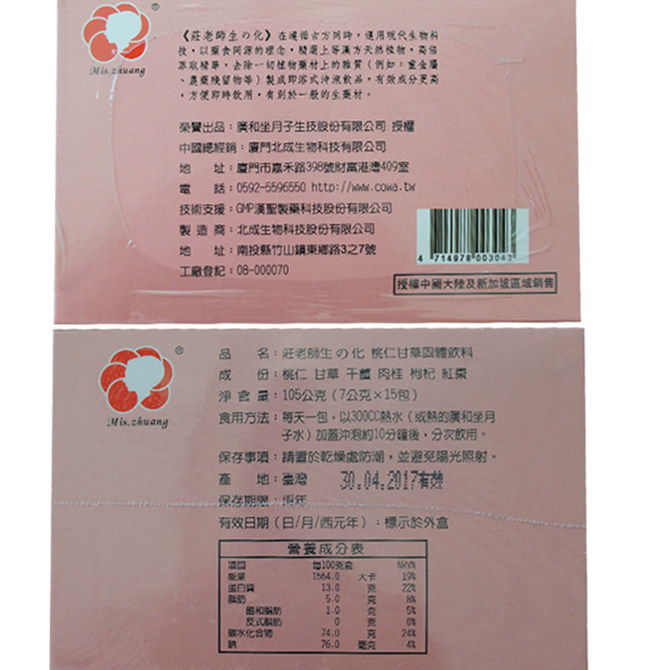 Mis.zhuang
®
《莊老師生の化》在遵循古方同時，運用現代生物科
技，以藥食同源的理念，精選上等漢方天然植物，高倍
萃取精華，去除一切植物藥材上的雜質（例如：重金屬
、農藥殘留物等）製成即溶式沖泡飲品，有效成分更高
，方便即時飲用，有別於一般的生藥材。
榮譽出品：廣和坐月子生技股份有限公司 授權
中國總經銷：廈門北成生物科技有限公司
地 址：廈門市嘉禾路398號財富港灣409室
電 話：0592-5596550 http://www.cowa.tw
技術支援：GMP漢聖製藥科技股份有限公司
製造商：北成生物科技股份有限公司
地 址：南投縣竹山鎮東鄉路3之7號
工廠登記：08-000070
4 714978 003043
授權中國大陸及新加坡區域銷售
Mis.zhuang
®
品 名：莊老師生の化 桃仁甘草固體飲料
成 份：桃仁 甘草 干薑 肉桂 枸杞 紅棗
淨含量：105公克（7公克×15包）
食用方法：每天一包，以300CC熱水（或熱的廣和坐月
子水）加蓋沖泡約10分鐘後，分次飲用。
保存事項：請置於乾燥處防潮，並避免陽光照射。
產 地：臺灣 30.04.2017有效
保存期限： 年
有效日期（日/月/西元年）：標示於外盒
營養成分表
項目 每100克含 NRV%
能量 1564.0 大卡 19%
蛋白質 13.0 克 22%
脂肪 5.0 克 8%
飽和脂肪 1.0 克 5%
反式脂肪 0 克 0%
碳水化合物 74.0 克 24%
鈉 76.0 毫克 4%